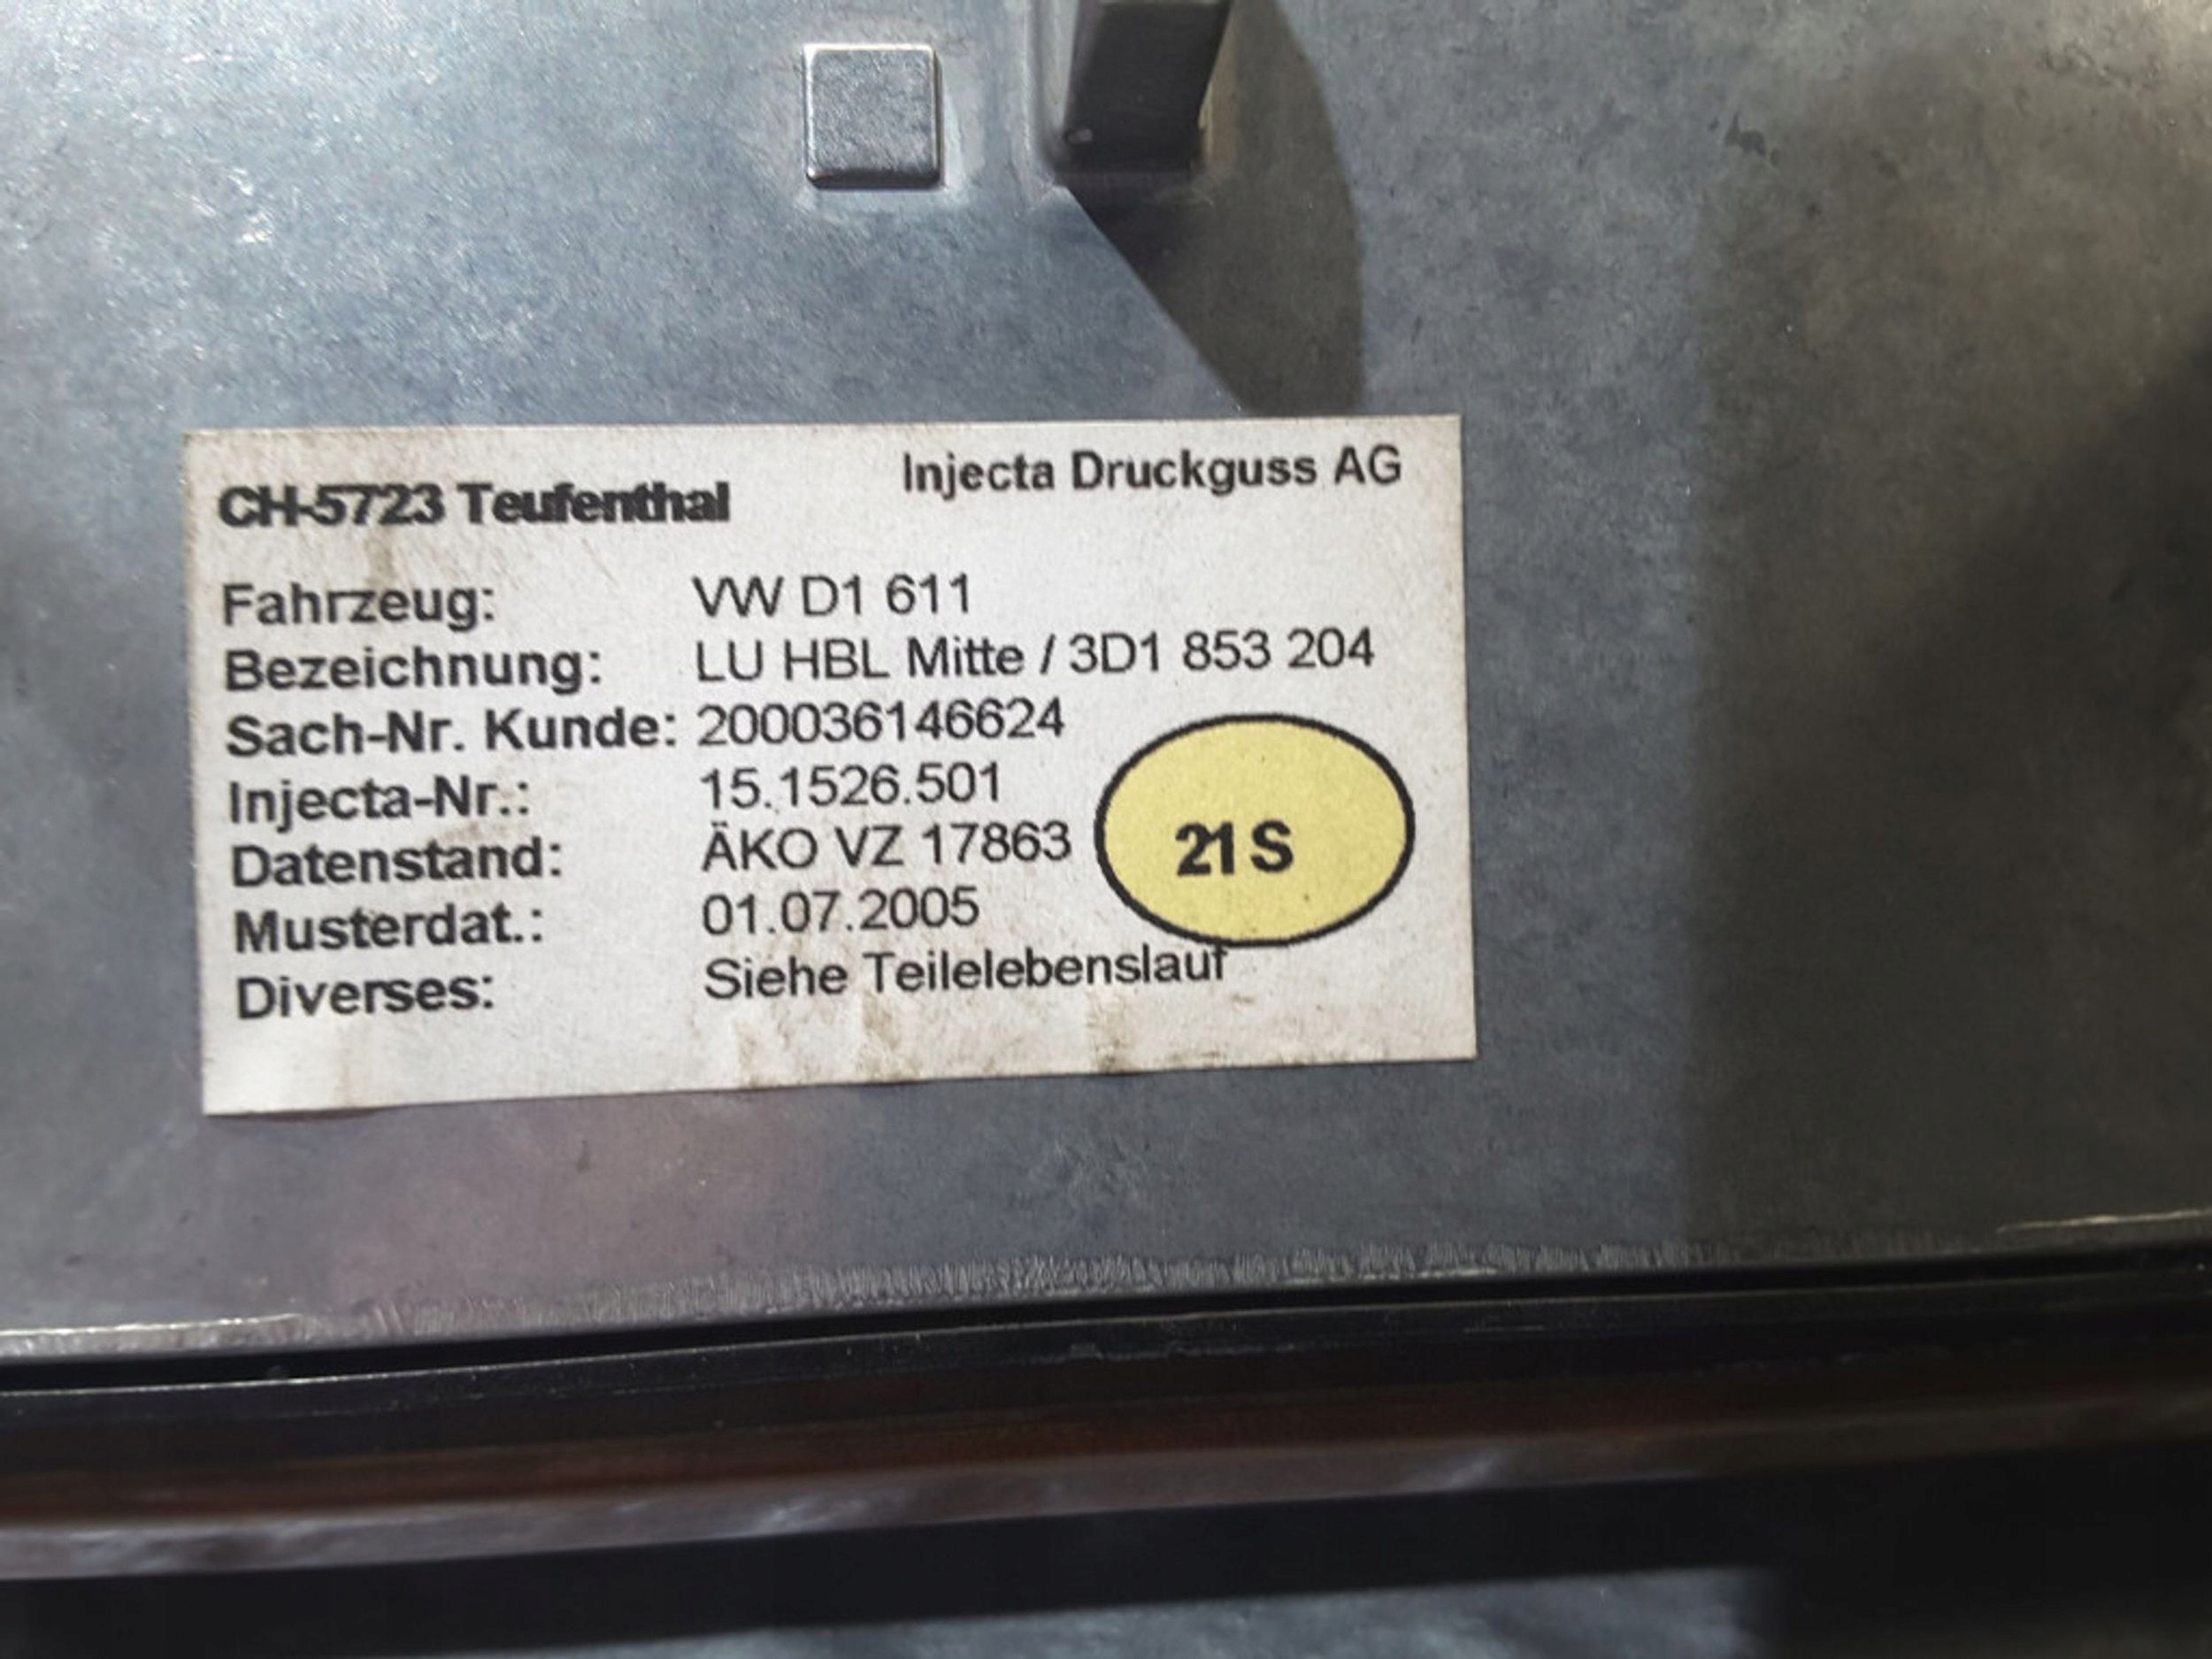 CH-5723 Teufenthal Injecta Druckguss AG
Fahrzeug: VW D1 611
Bezeichnung: LU HBL Mitte / 3D1 853 204
Sach-Nr. Kunde: 200036146624
Injecta-Nr.: 15.1526.501
Datenstand: ÄKO VZ 17863
21 S
Musterdat.: 01.07.2005
Diverses: Siehe Teilelebenslauf